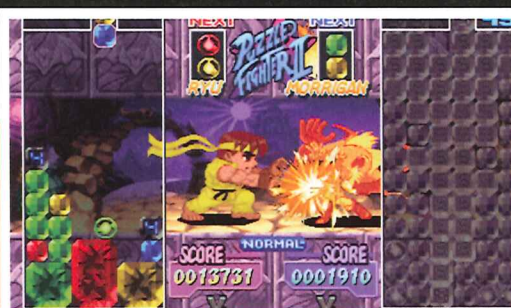 NEXT
NEXT
PUZZLE
FIGHTER II
RYU
MORRIGAN
NORMAL
SCORE
SCORE
0013731
0001910